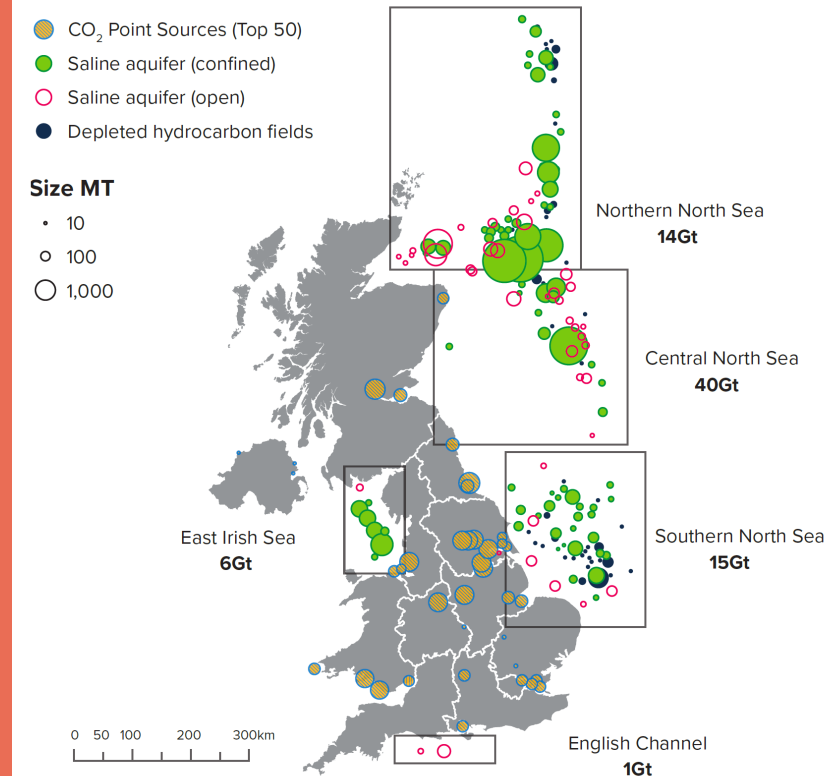 CO2 Point Sources (Top 50)
Saline aquifer (confined)
Saline aquifer (open)
Depleted hydrocarbon fields
Size MT
10
100
1,000
Northern North Sea
14Gt
Central North Sea
40Gt
Southern North Sea
15Gt
East Irish Sea
6Gt
0 50 100 200 300km
English Channel
1Gt